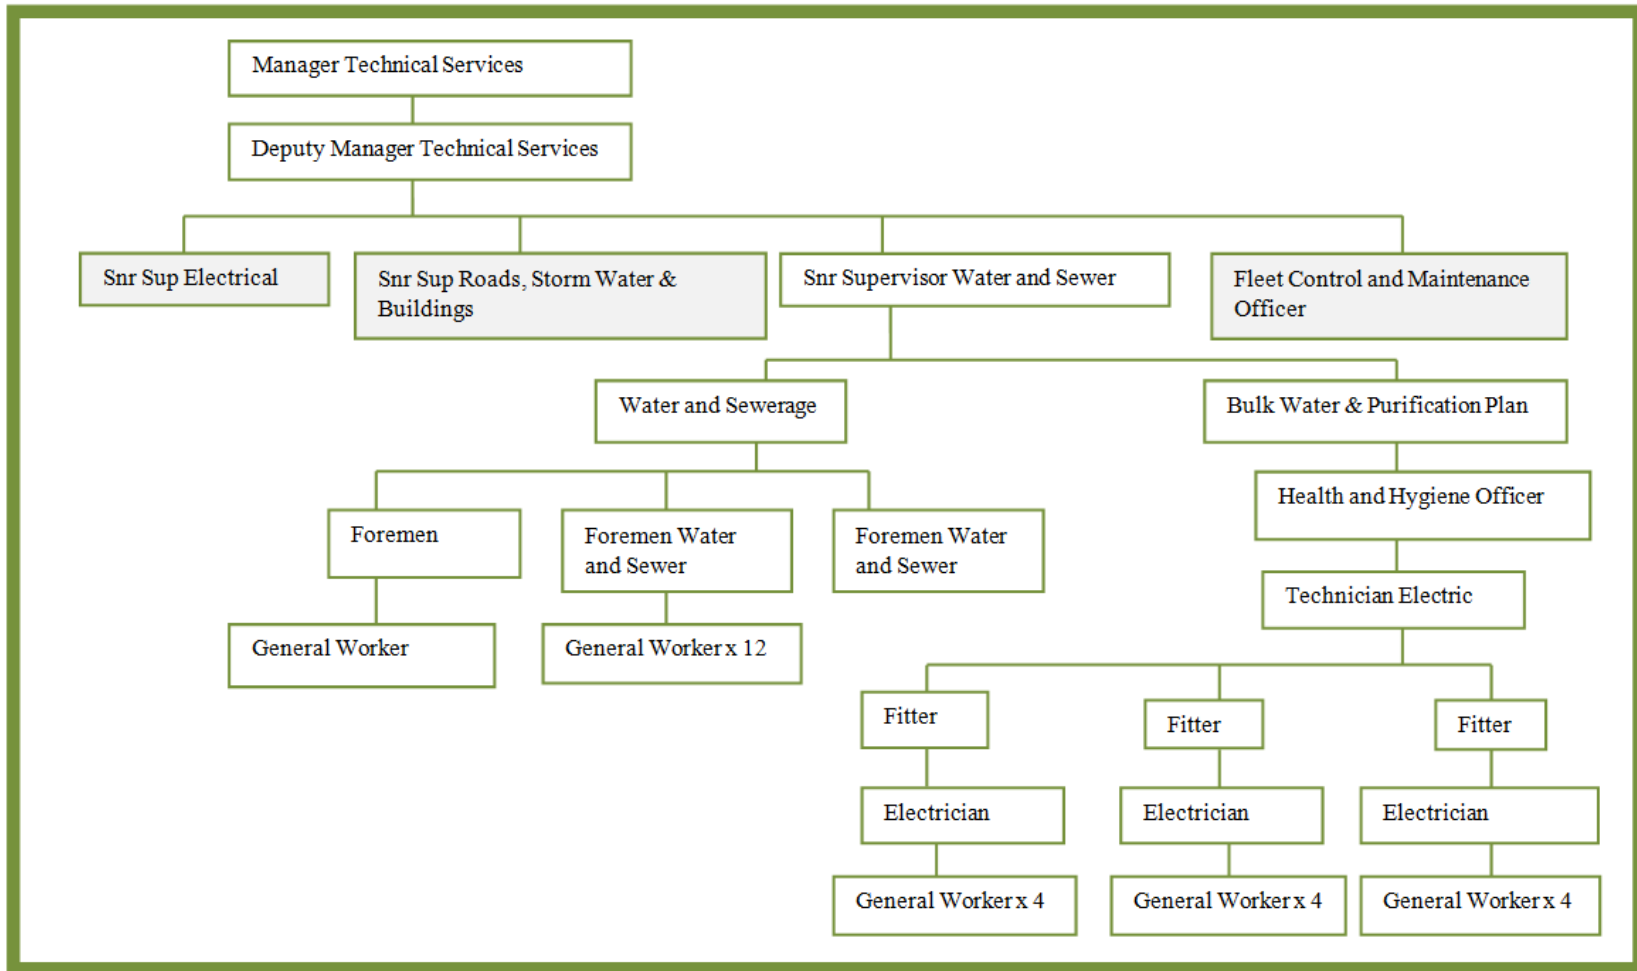 Manager Technical Services
Deputy Manager Technical Services
Snr Sup Electrical
Snr Sup Roads, Storm Water &
Buildings
Snr Supervisor Water and Sewer
Fleet Control and Maintenance
Officer
Water and Sewerage
Bulk Water & Purification Plan
Health and Hygiene Officer
Foremen
Foremen Water
and Sewer
Foremen Water
and Sewer
Technician Electric
General Worker
General Worker x 12
Fitter
Fitter
Fitter
Electrician
Electrician
Electrician
General Worker x 4
General Worker x 4
General Worker x 4